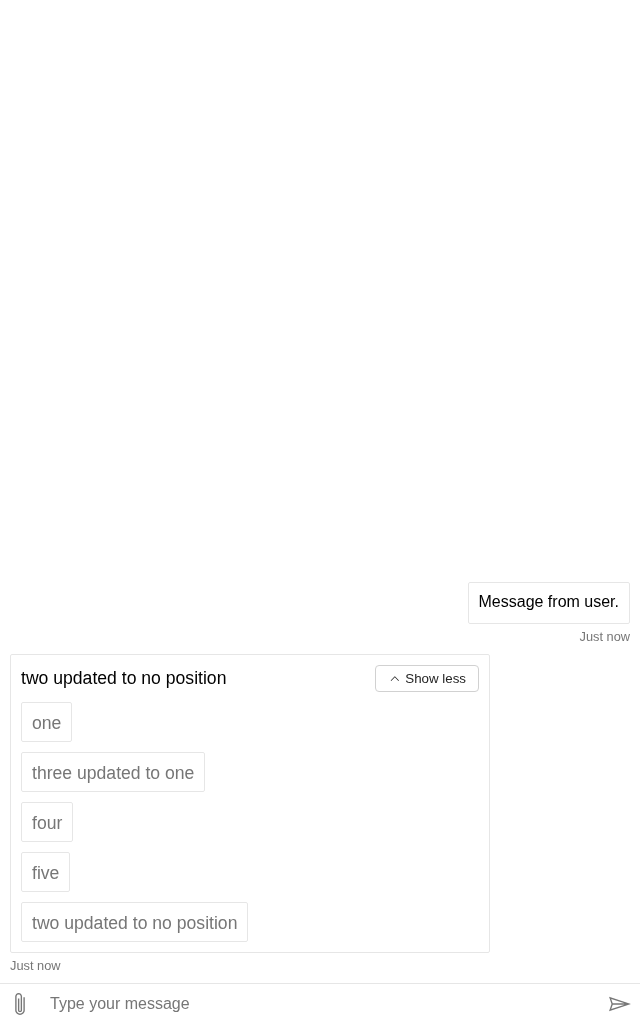 Message from user.
Just now
two updated to no position
Show less
one
three updated to one
four
five
two updated to no position
Just now
Type your message